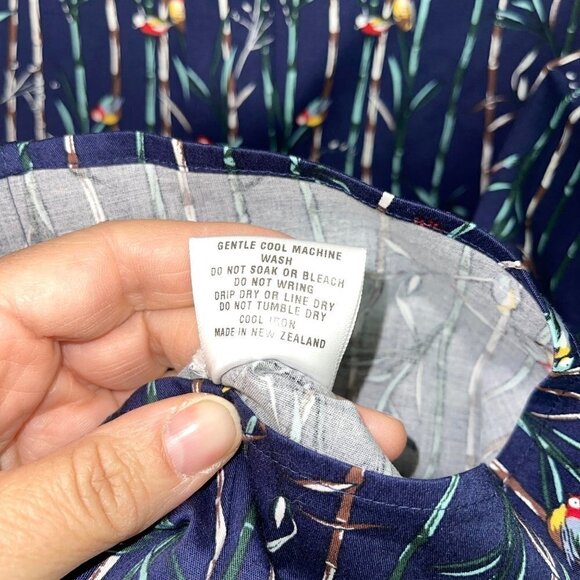 GENTLE COOL MACHINE
WASH
DO NOT SOAK OR BLEACH
DO NOT WRING
DRIP DRY OR LINE DRY
DO NOT TUMBLE DRY
COOL IRON
MADE IN NEW ZEALAND